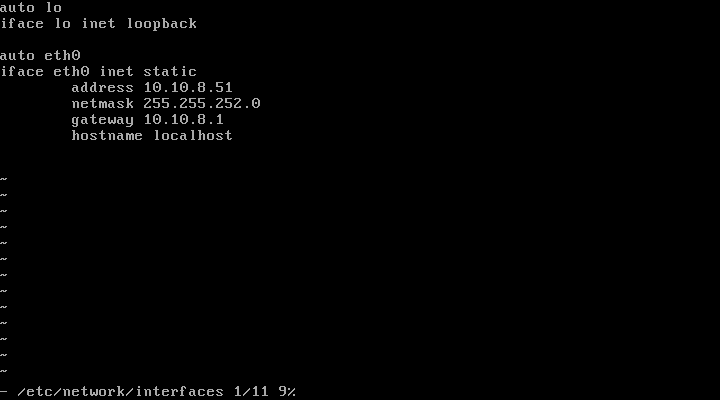 auto lo
iface lo inet loopback

auto eth0
iface eth0 inet static
        address 10.10.8.51
        netmask 255.255.252.0
        gateway 10.10.8.1
        hostname localhost

~
~
~
~
~
~
~
~
~
~
~
~
~
- /etc/network/interfaces 1/11 9%